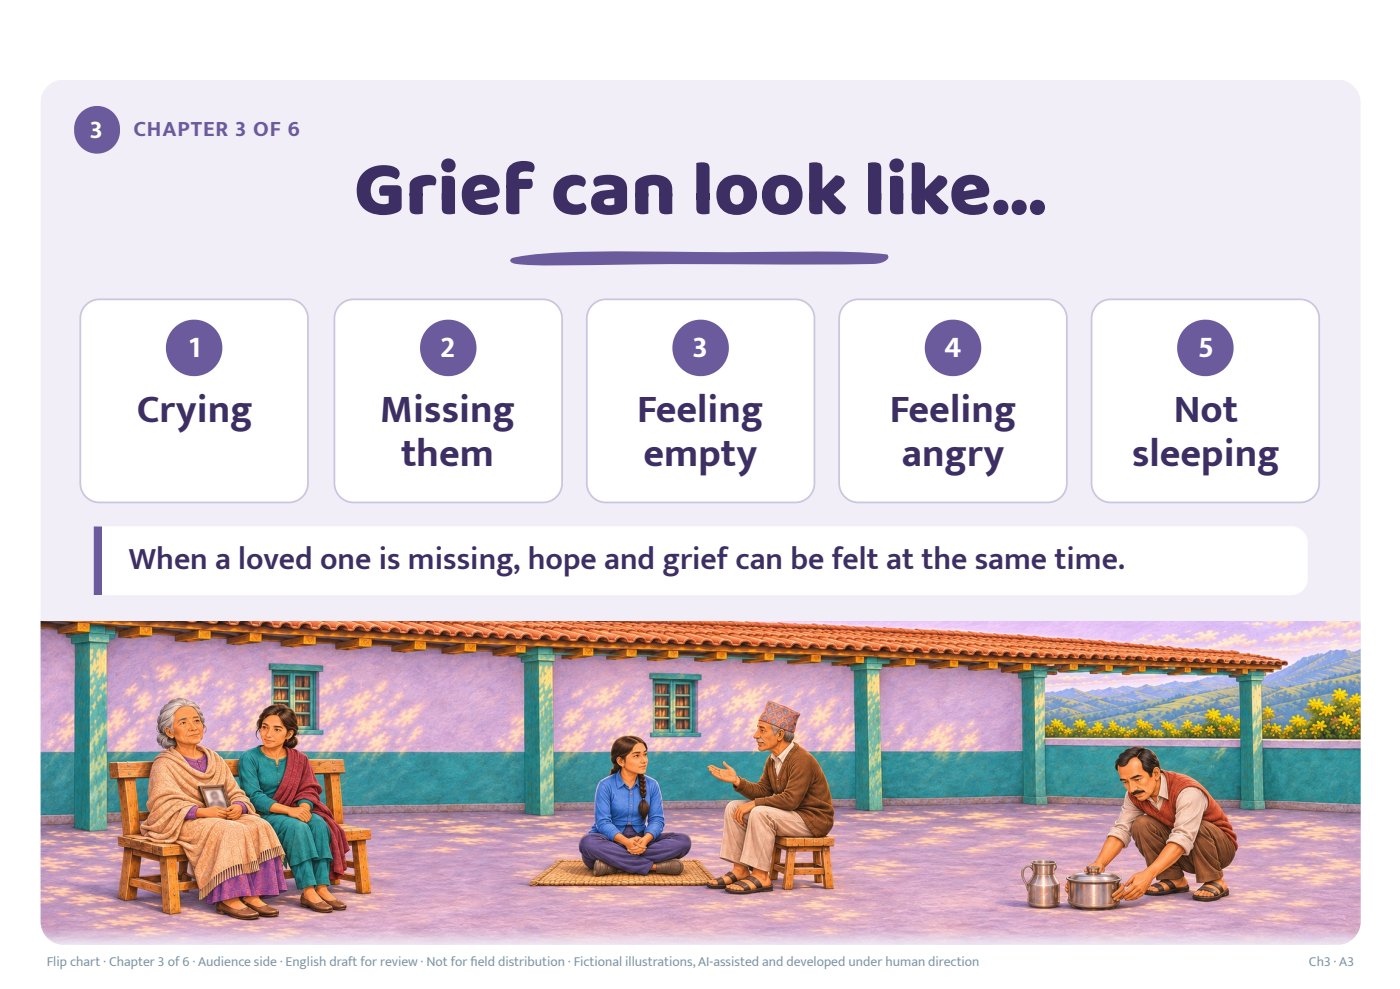 3 CHAPTER 3 OF 6
Grief can look like...
1
Crying
2
Missing
them
3
Feeling
empty
4
Feeling
angry
5
Not
sleeping
When a loved one is missing, hope and grief can be felt at the same time.
Flip chart · Chapter 3 of 6 · Audience side · English draft for review · Not for field distribution · Fictional illustrations, AI-assisted and developed under human direction
Ch3 · A3